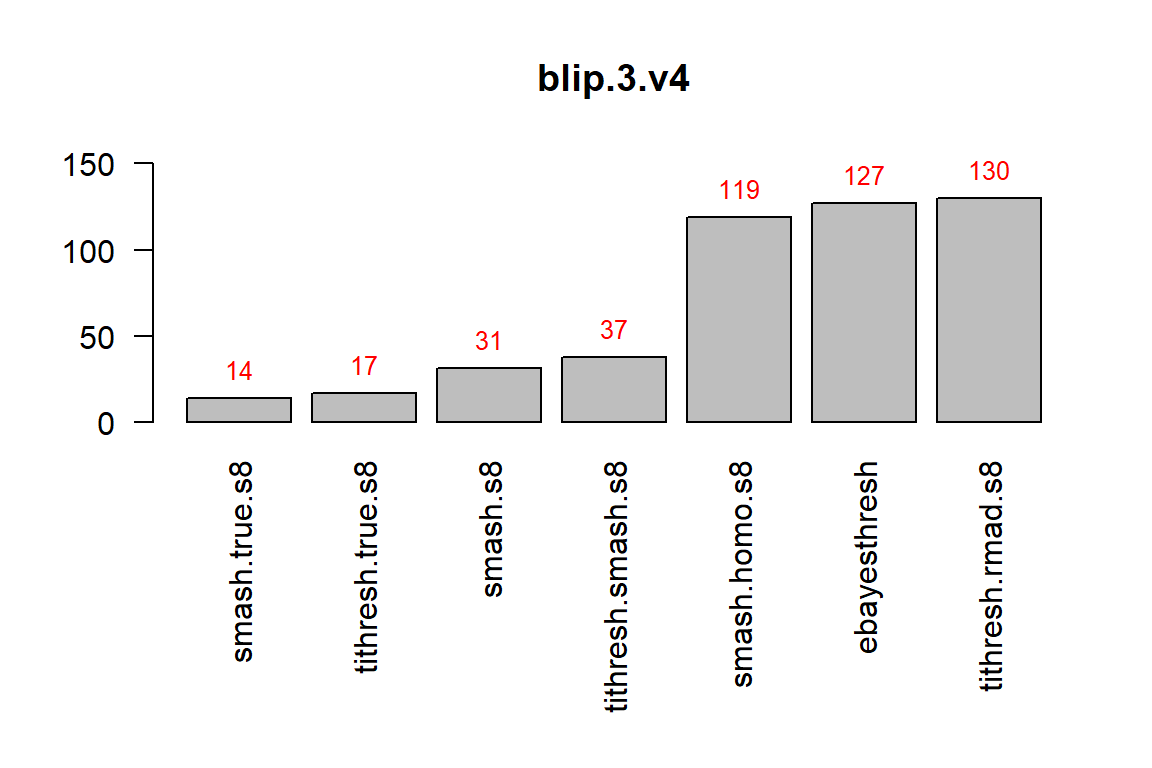 blip.3.v4
150
100
50
0
14
17
31
37
119
127
130
smash.true.s8
tithresh.true.s8
smash.s8
tithresh.smash.s8
smash.homo.s8
ebayesthresh
tithresh.rmad.s8